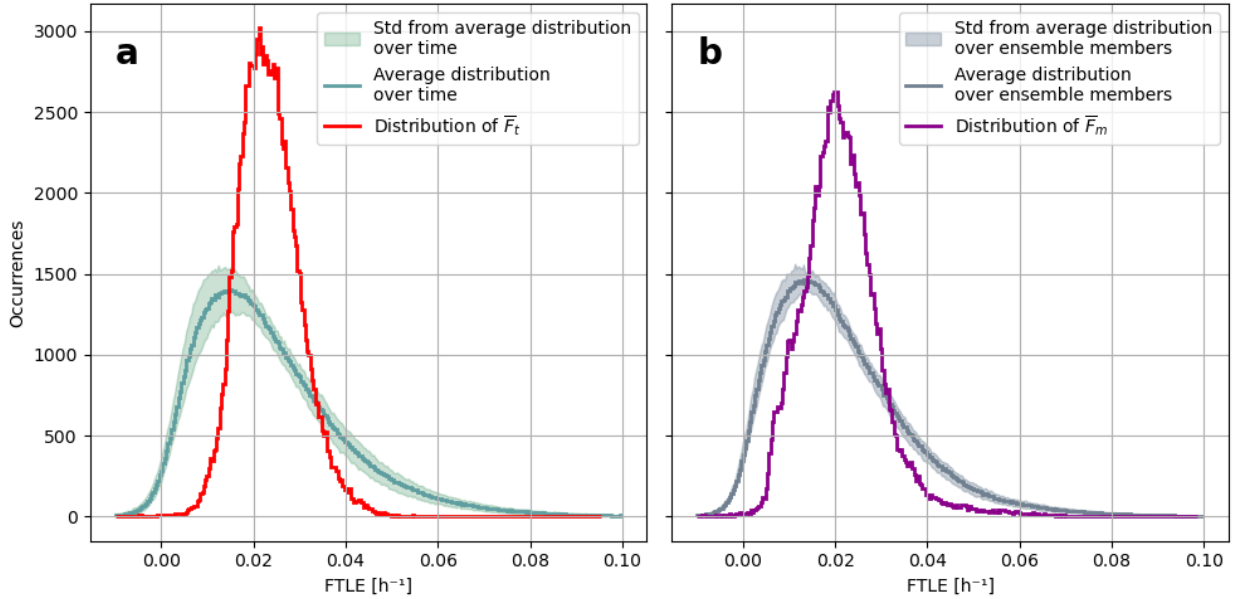 a
Std from average distribution
over time
Average distribution
over time
Distribution of F̅ₜ
3000
2500
2000
1500
1000
500
0
Occurrences
0.00 0.02 0.04 0.06 0.08 0.10
FTLE [h⁻¹]
b
Std from average distribution
over ensemble members
Average distribution
over ensemble members
Distribution of F̅ₘ
0.00 0.02 0.04 0.06 0.08 0.10
FTLE [h⁻¹]